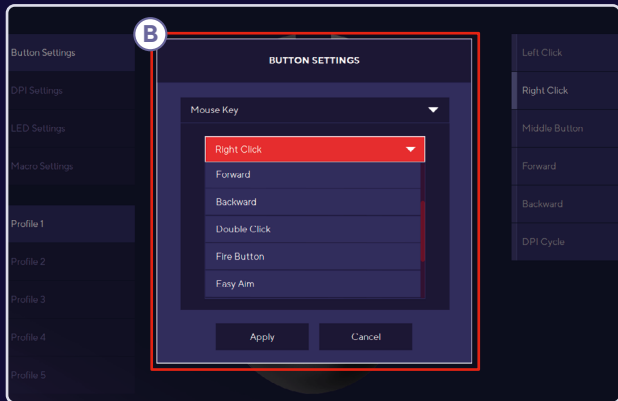 B
Button Settings
DPI Settings
LED Settings
Macro Settings
Profile 1
Profile 2
Profile 3
Profile 4
Profile 5
BUTTON SETTINGS
Mouse Key
Right Click
Forward
Backward
Double Click
Fire Button
Easy Aim
Apply
Cancel
Left Click
Right Click
Middle Button
Forward
Backward
DPI Cycle